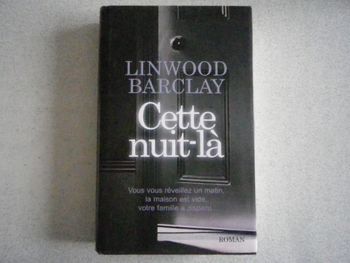 LINWOOD
BARCLAY
Cette
nuit-là
Vous vous réveillez un matin,
la maison est vide,
votre famille a disparu...
ROMAN